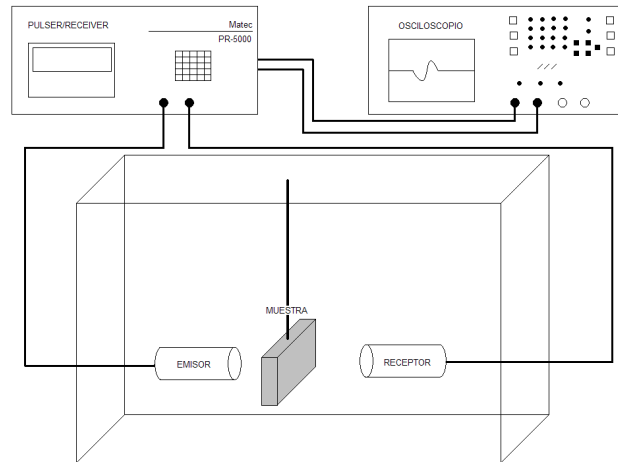 PULSER/RECEIVER
Matec
PR-5000
OSCILOSCOPIO
MUESTRA
EMISOR
RECEPTOR